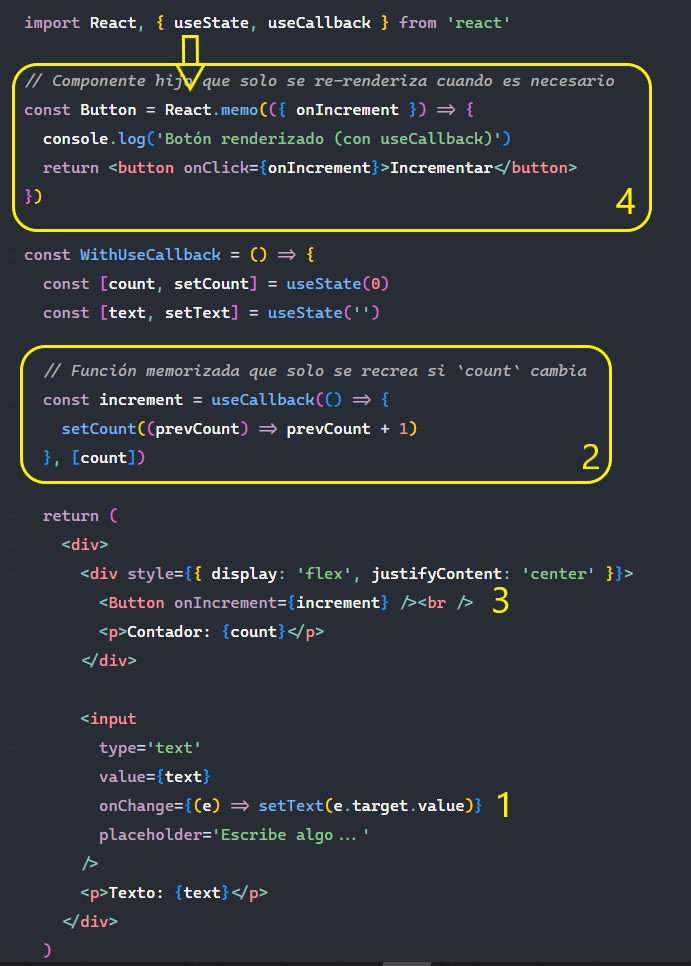 import React, { useState, useCallback } from 'react'
// Componente hijo que solo se re-renderiza cuando es necesario
const Button = React.memo(({ onIncrement }) => {
console.log('Botón renderizado (con useCallback)')
return <button onClick={onIncrement}>Incrementar</button>
})
4
const WithUseCallback = () => {
const [count, setCount] = useState(0)
const [text, setText] = useState('')
// Función memorizada que solo se recrea si `count` cambia
const increment = useCallback(() => {
setCount((prevCount) => prevCount + 1)
}, [count])
2
return (
<div>
<div style={{ display: 'flex', justifyContent: 'center' }}>
<Button onIncrement={increment} /><br /> 3
<p>Contador: {count}</p>
</div>
<input
type='text'
value={text}
onChange={(e) => setText(e.target.value)} 1
placeholder='Escribe algo...'
/>
<p>Texto: {text}</p>
</div>
)